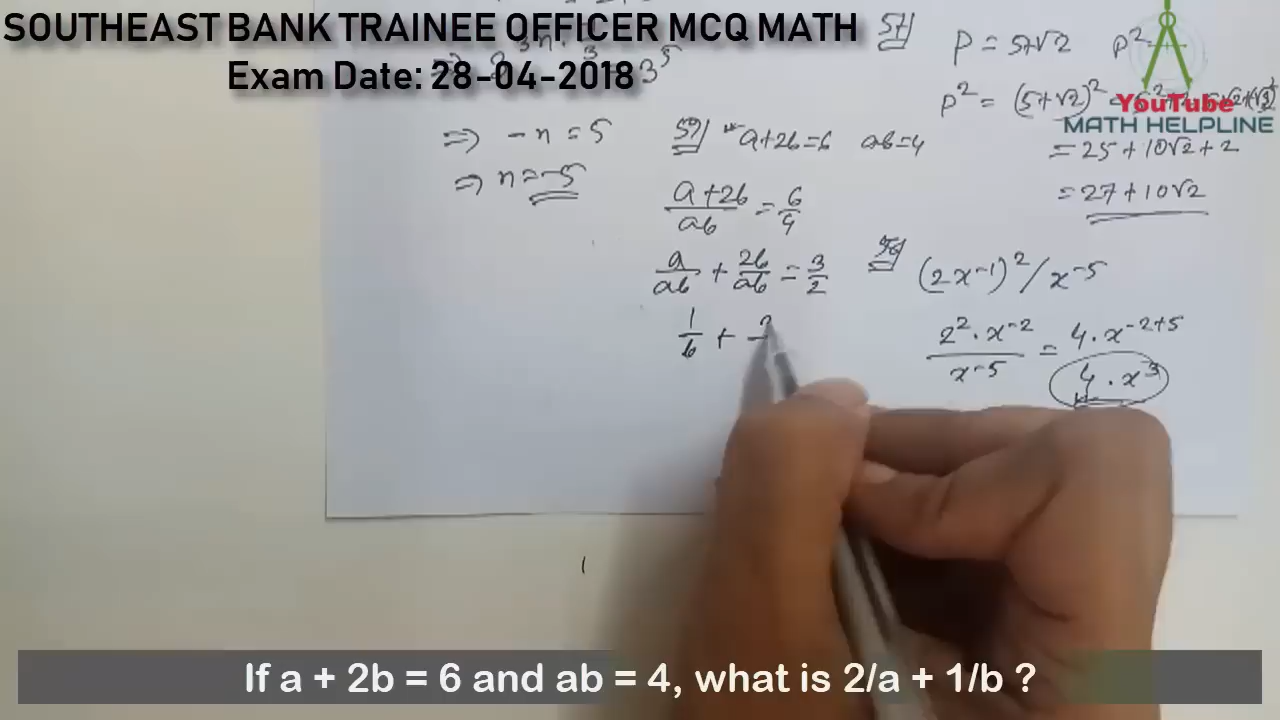 SOUTHEAST BANK TRAINEE OFFICER MCQ MATH
Exam Date: 28-04-2018
YouTube
MATH HELPLINE
⇒ -n = 5
⇒ n = -5
57
P = 5+√2 P²
P² = (5+√2)²
= 25 + 10√2 + 2
= 27 + 10√2
59 a+2b=6 ab=4
(a+2b)/ab = 6/4
a/ab + 2b/ab = 3/2
1/b +
58 (2x⁻¹)²/x⁻⁵
(2²·x⁻²)/x⁻⁵ = 4·x⁻²⁺⁵
4·x³
If a + 2b = 6 and ab = 4, what is 2/a + 1/b ?